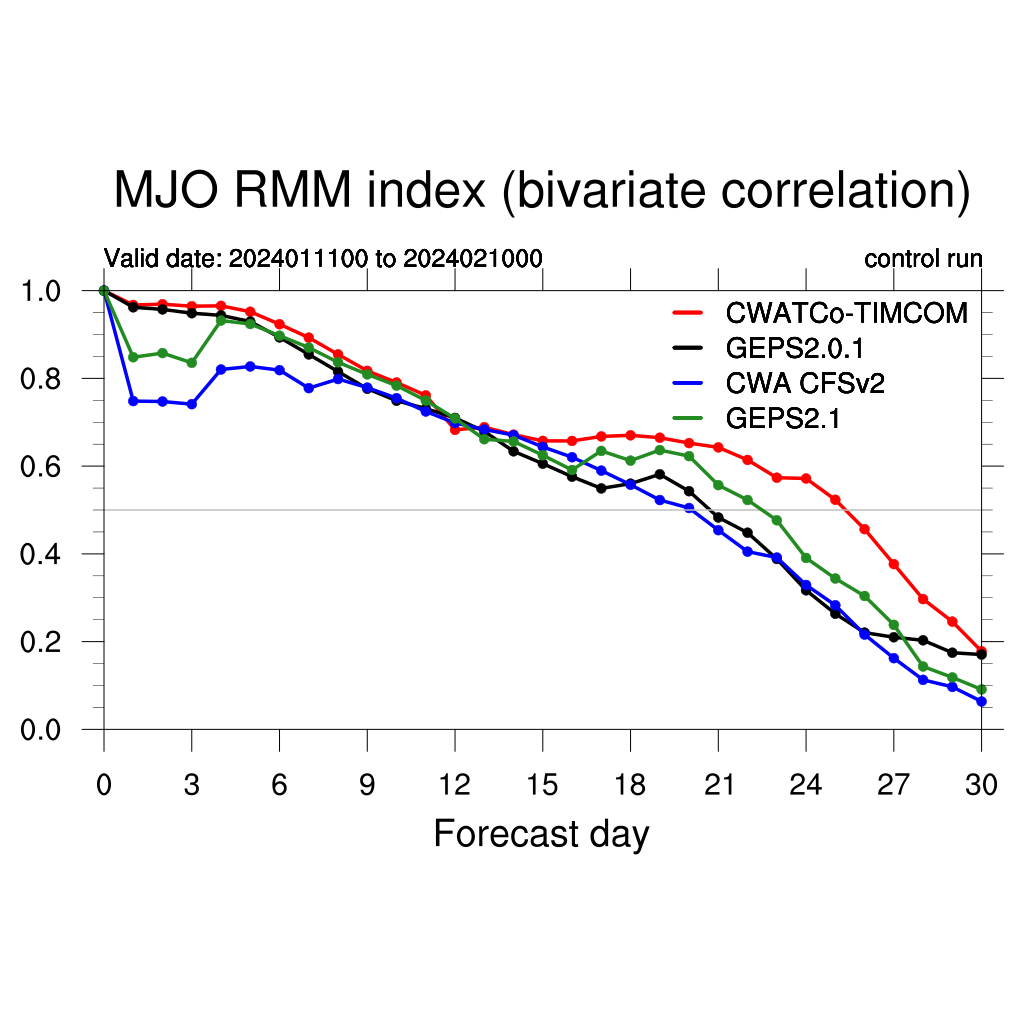 MJO RMM index (bivariate correlation)
Valid date: 2024011100 to 2024021000 control run
1.0
0.8
0.6
0.4
0.2
0.0
CWATCo-TIMCOM
GEPS2.0.1
CWA CFSv2
GEPS2.1
0 3 6 9 12 15 18 21 24 27 30
Forecast day